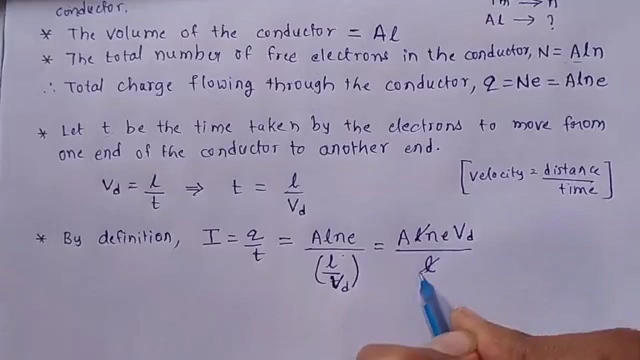 conductor.
1m³ → n
Al → ?
* The volume of the conductor = Al
* The total number of free electrons in the conductor, N = Aln
∴ Total charge flowing through the conductor, q = Ne = Alne
* Let t be the time taken by the electrons to move from
one end of the conductor to another end.
Vd = l/t ⇒ t = l/Vd [velocity = distance/time]
* By definition, I = q/t = Alne/(l/Vd) = AlneVd/l